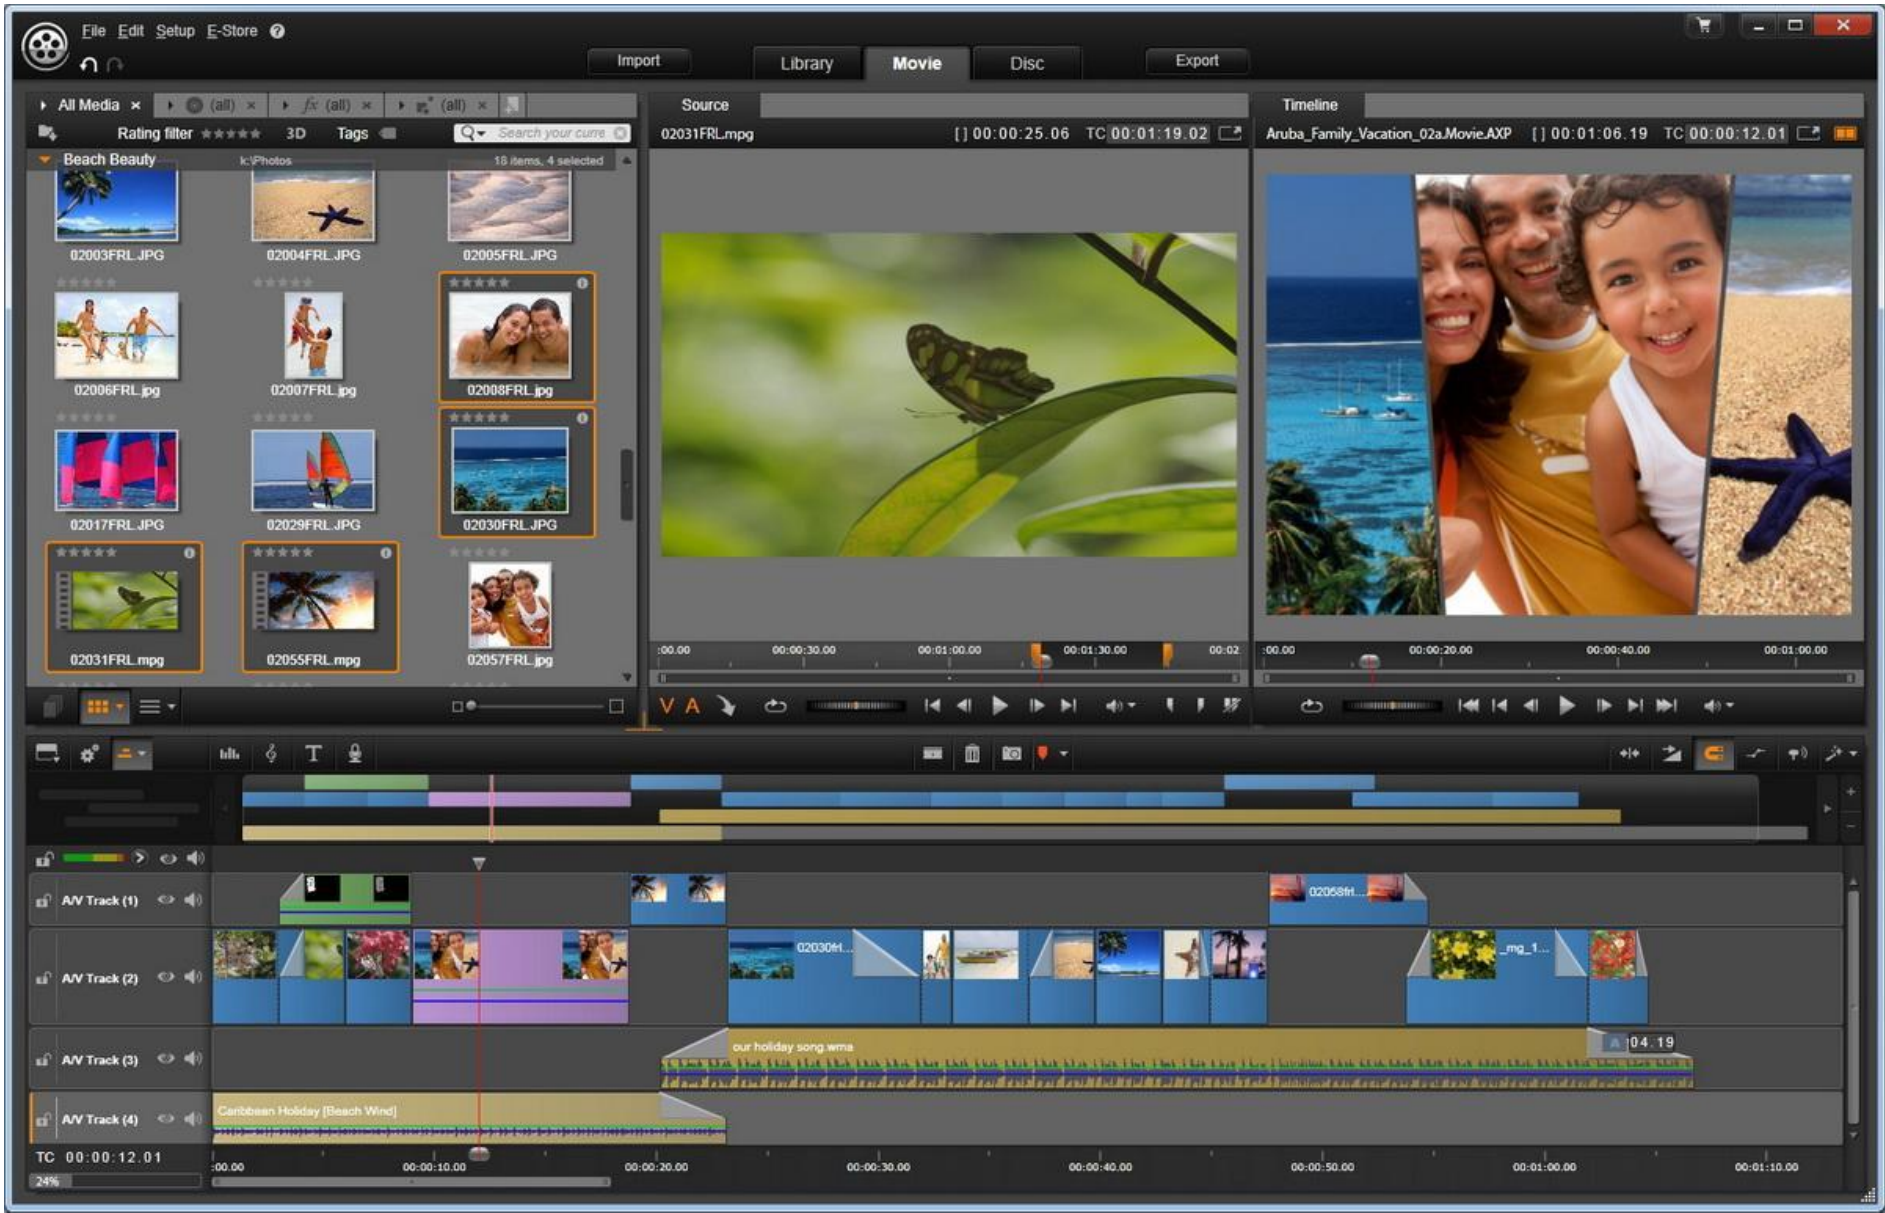 File Edit Setup E-Store ?
Import Library Movie Disc Export
All Media × (all) × fx (all) × (all) ×
Rating filter 3D Tags Search your curre
Beach Beauty k:\Photos 18 items, 4 selected
02003FRL.JPG 02004FRL.JPG 02005FRL.JPG
02006FRL.jpg 02007FRL.jpg 02008FRL.jpg
02017FRL.JPG 02029FRL.JPG 02030FRL.JPG
02031FRL.mpg 02055FRL.mpg 02057FRL.jpg
Source
02031FRL.mpg [ ] 00:00:25.06 TC 00:01:19.02
:00.00 00:00:30.00 00:01:00.00 00:01:30.00 00:02
V A
Timeline
Aruba_Family_Vacation_02a.Movie.AXP [ ] 00:01:06.19 TC 00:00:12.01
:00.00 00:00:20.00 00:00:40.00 00:01:00.00
T
A/V Track (1) 02058frl...
A/V Track (2) 02030frl... _mg_1...
A/V Track (3) our holiday song.wma A 04.19
A/V Track (4) Caribbean Holiday [Beach Wind]
TC 00:00:12.01
:00.00 00:00:10.00 00:00:20.00 00:00:30.00 00:00:40.00 00:00:50.00 00:01:00.00 00:01:10.00
24%